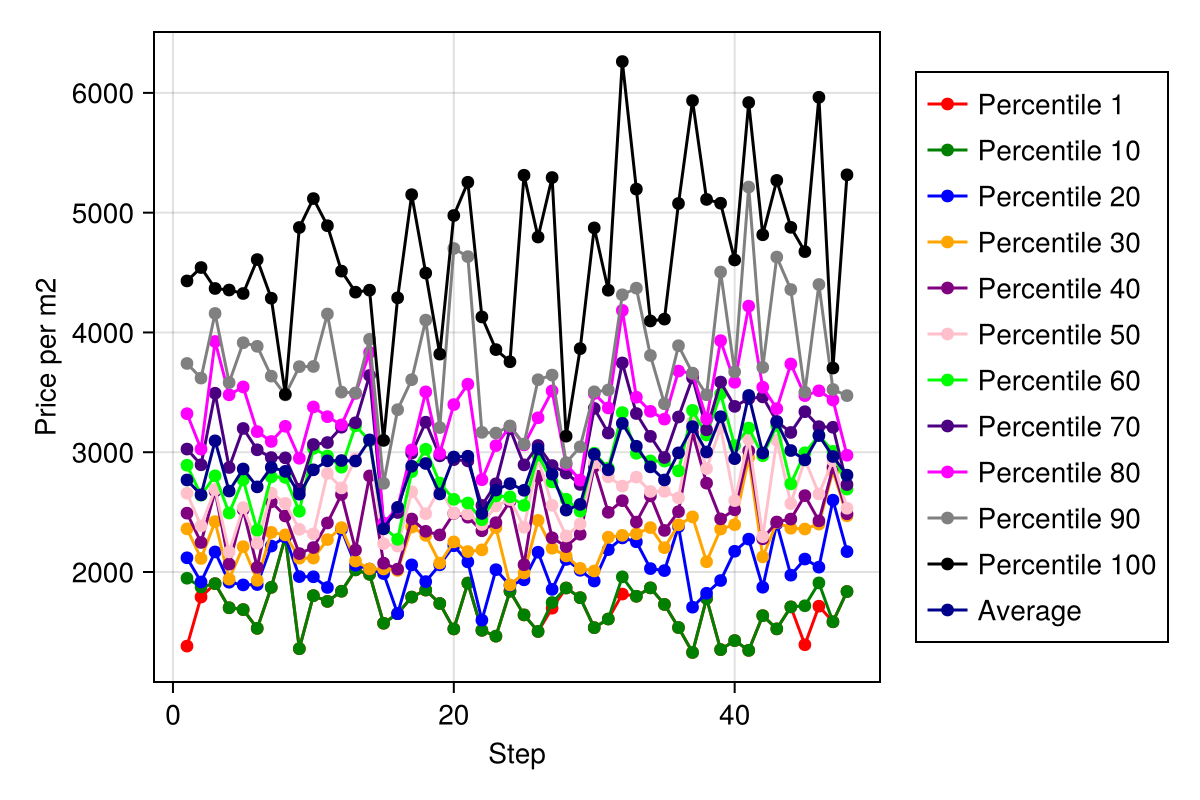 6000
5000
4000
3000
2000
Price per m2
0 20 40
Step
Percentile 1
Percentile 10
Percentile 20
Percentile 30
Percentile 40
Percentile 50
Percentile 60
Percentile 70
Percentile 80
Percentile 90
Percentile 100
Average